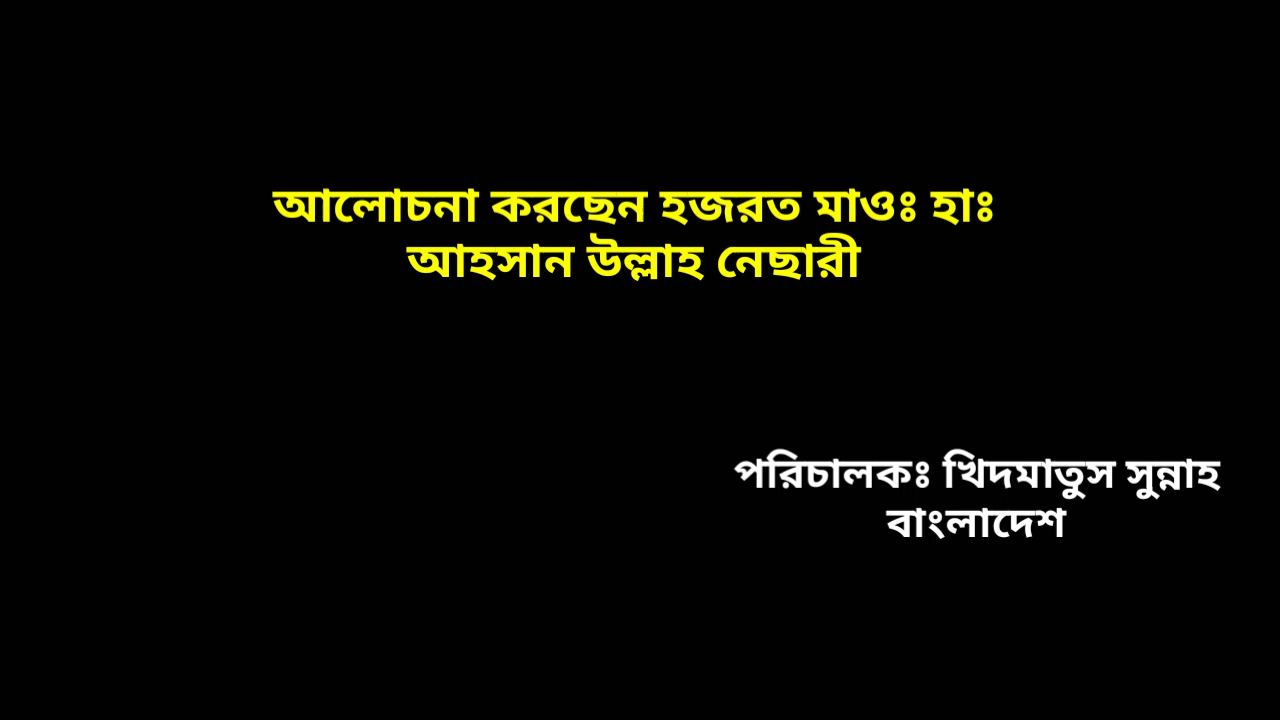 আলোচনা করছেন হজরত মাওঃ হাঃ
আহসান উল্লাহ নেছারী
পরিচালকঃ খিদমাতুস সুন্নাহ
বাংলাদেশ